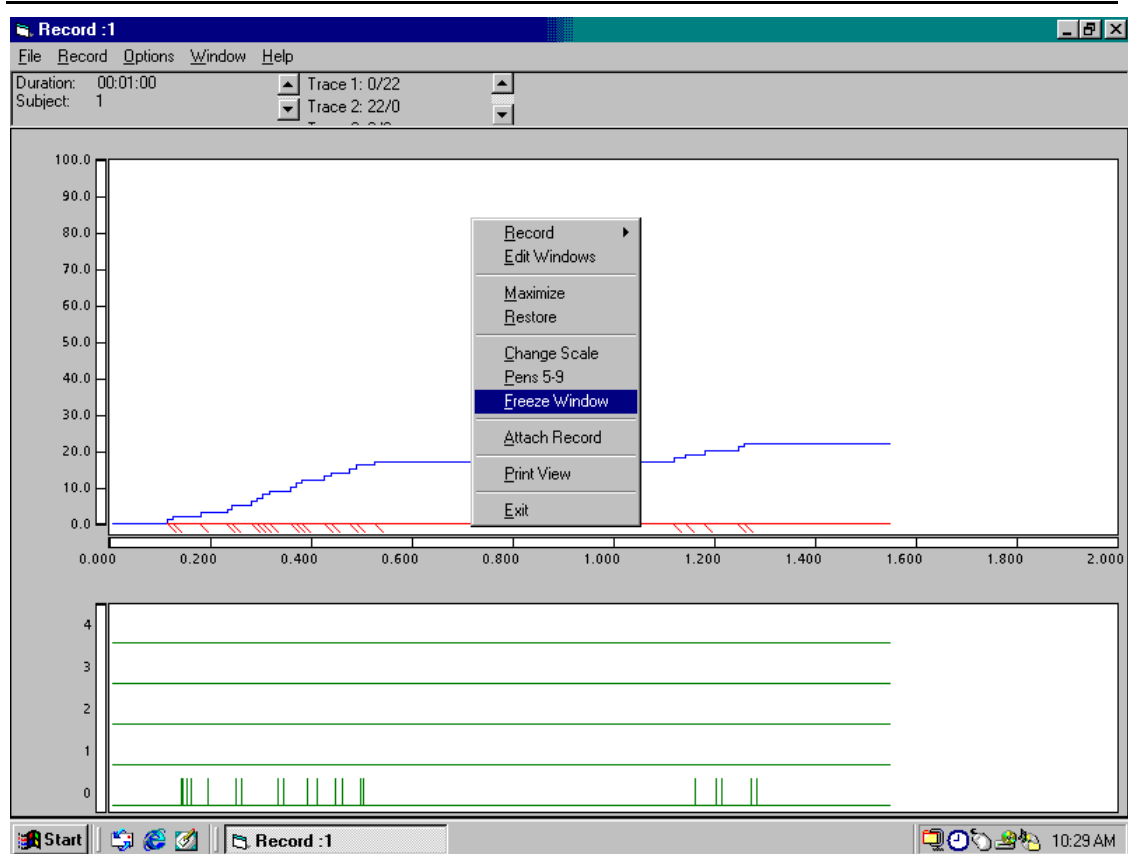 Record :1
File Record Options Window Help
Duration: 00:01:00
Trace 1: 0/22
Subject: 1
Trace 2: 22/0
100.0
90.0
80.0
70.0
60.0
50.0
40.0
30.0
20.0
10.0
0.0
Record
Edit Windows
Maximize
Restore
Change Scale
Pens 5-9
Freeze Window
Attach Record
Print View
Exit
0.000 0.200 0.400 0.600 0.800 1.000 1.200 1.400 1.600 1.800 2.000
4
3
2
1
0
Start Record :1 10:29 AM